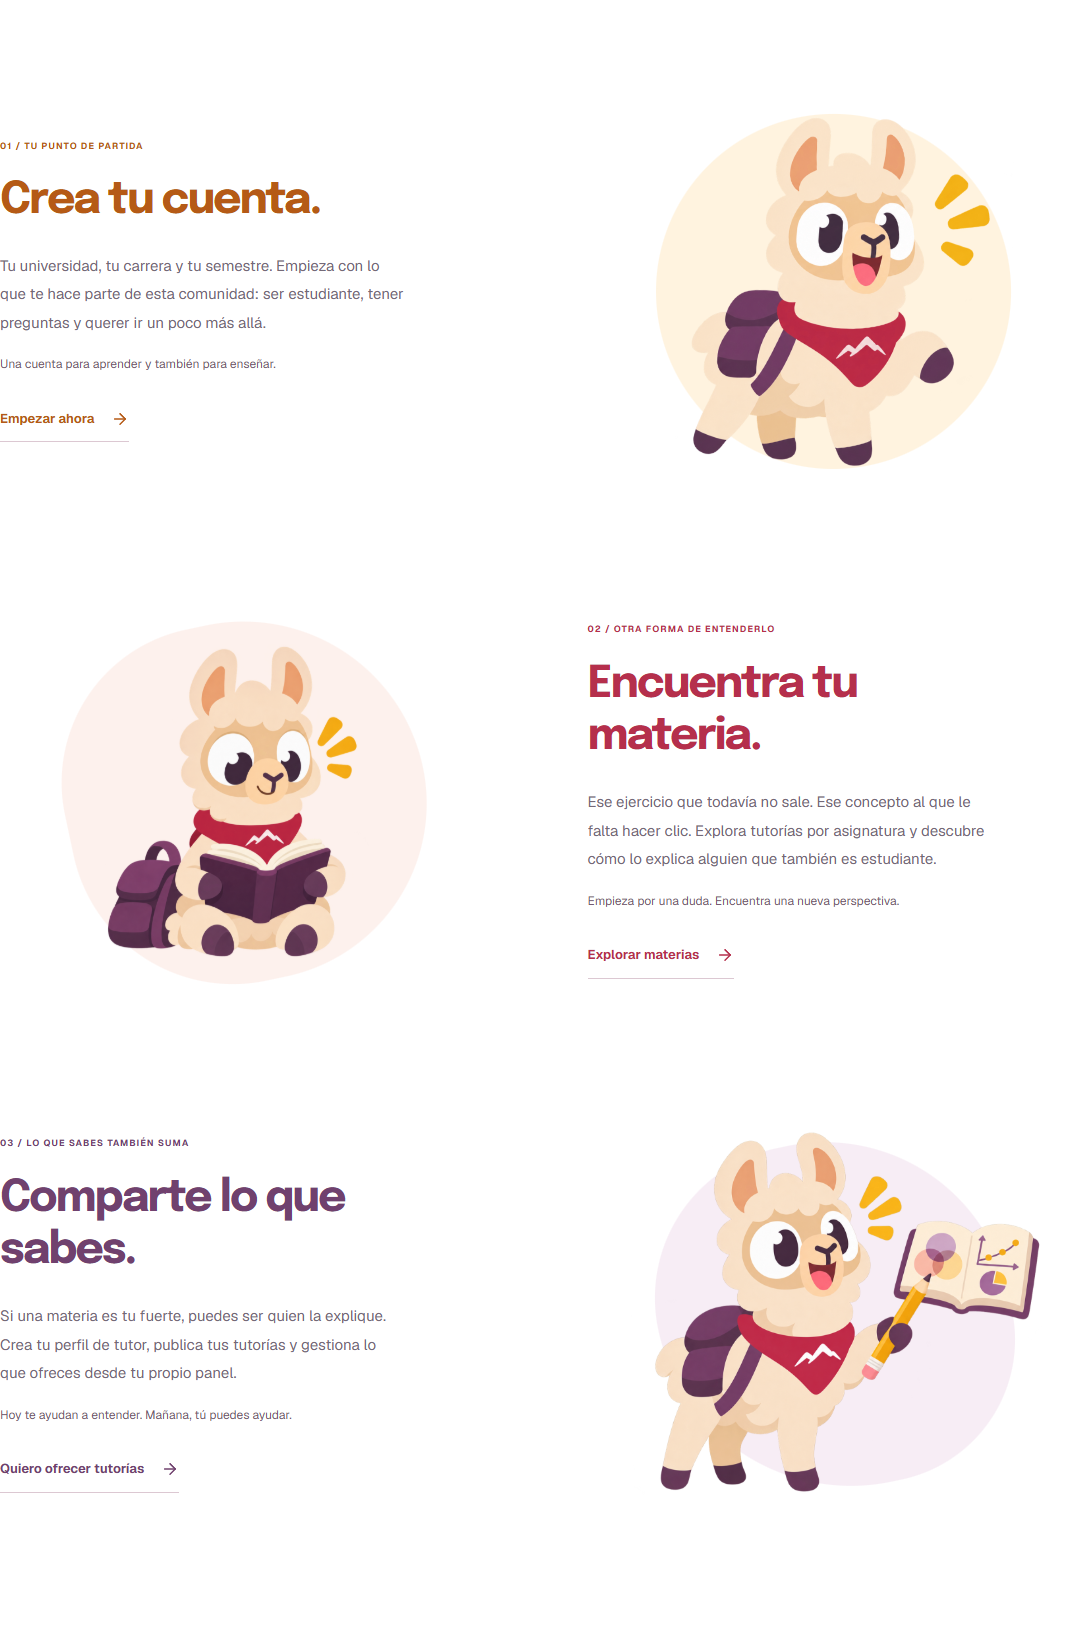 01 / TU PUNTO DE PARTIDA
Crea tu cuenta.
Tu universidad, tu carrera y tu semestre. Empieza con lo
que te hace parte de esta comunidad: ser estudiante, tener
preguntas y querer ir un poco más allá.
Una cuenta para aprender y también para enseñar.
Empezar ahora →
02 / OTRA FORMA DE ENTENDERLO
Encuentra tu
materia.
Ese ejercicio que todavía no sale. Ese concepto al que le
falta hacer clic. Explora tutorías por asignatura y descubre
cómo lo explica alguien que también es estudiante.
Empieza por una duda. Encuentra una nueva perspectiva.
Explorar materias →
03 / LO QUE SABES TAMBIÉN SUMA
Comparte lo que
sabes.
Si una materia es tu fuerte, puedes ser quien la explique.
Crea tu perfil de tutor, publica tus tutorías y gestiona lo
que ofreces desde tu propio panel.
Hoy te ayudan a entender. Mañana, tú puedes ayudar.
Quiero ofrecer tutorías →